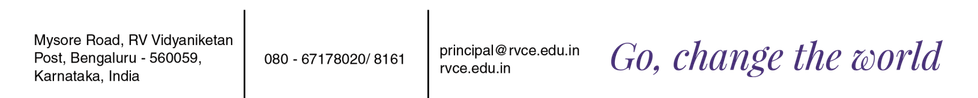 Mysore Road, RV Vidyaniketan
Post, Bengaluru - 560059,
Karnataka, India
080 - 67178020/ 8161
principal@rvce.edu.in
rvce.edu.in
Go, change the world